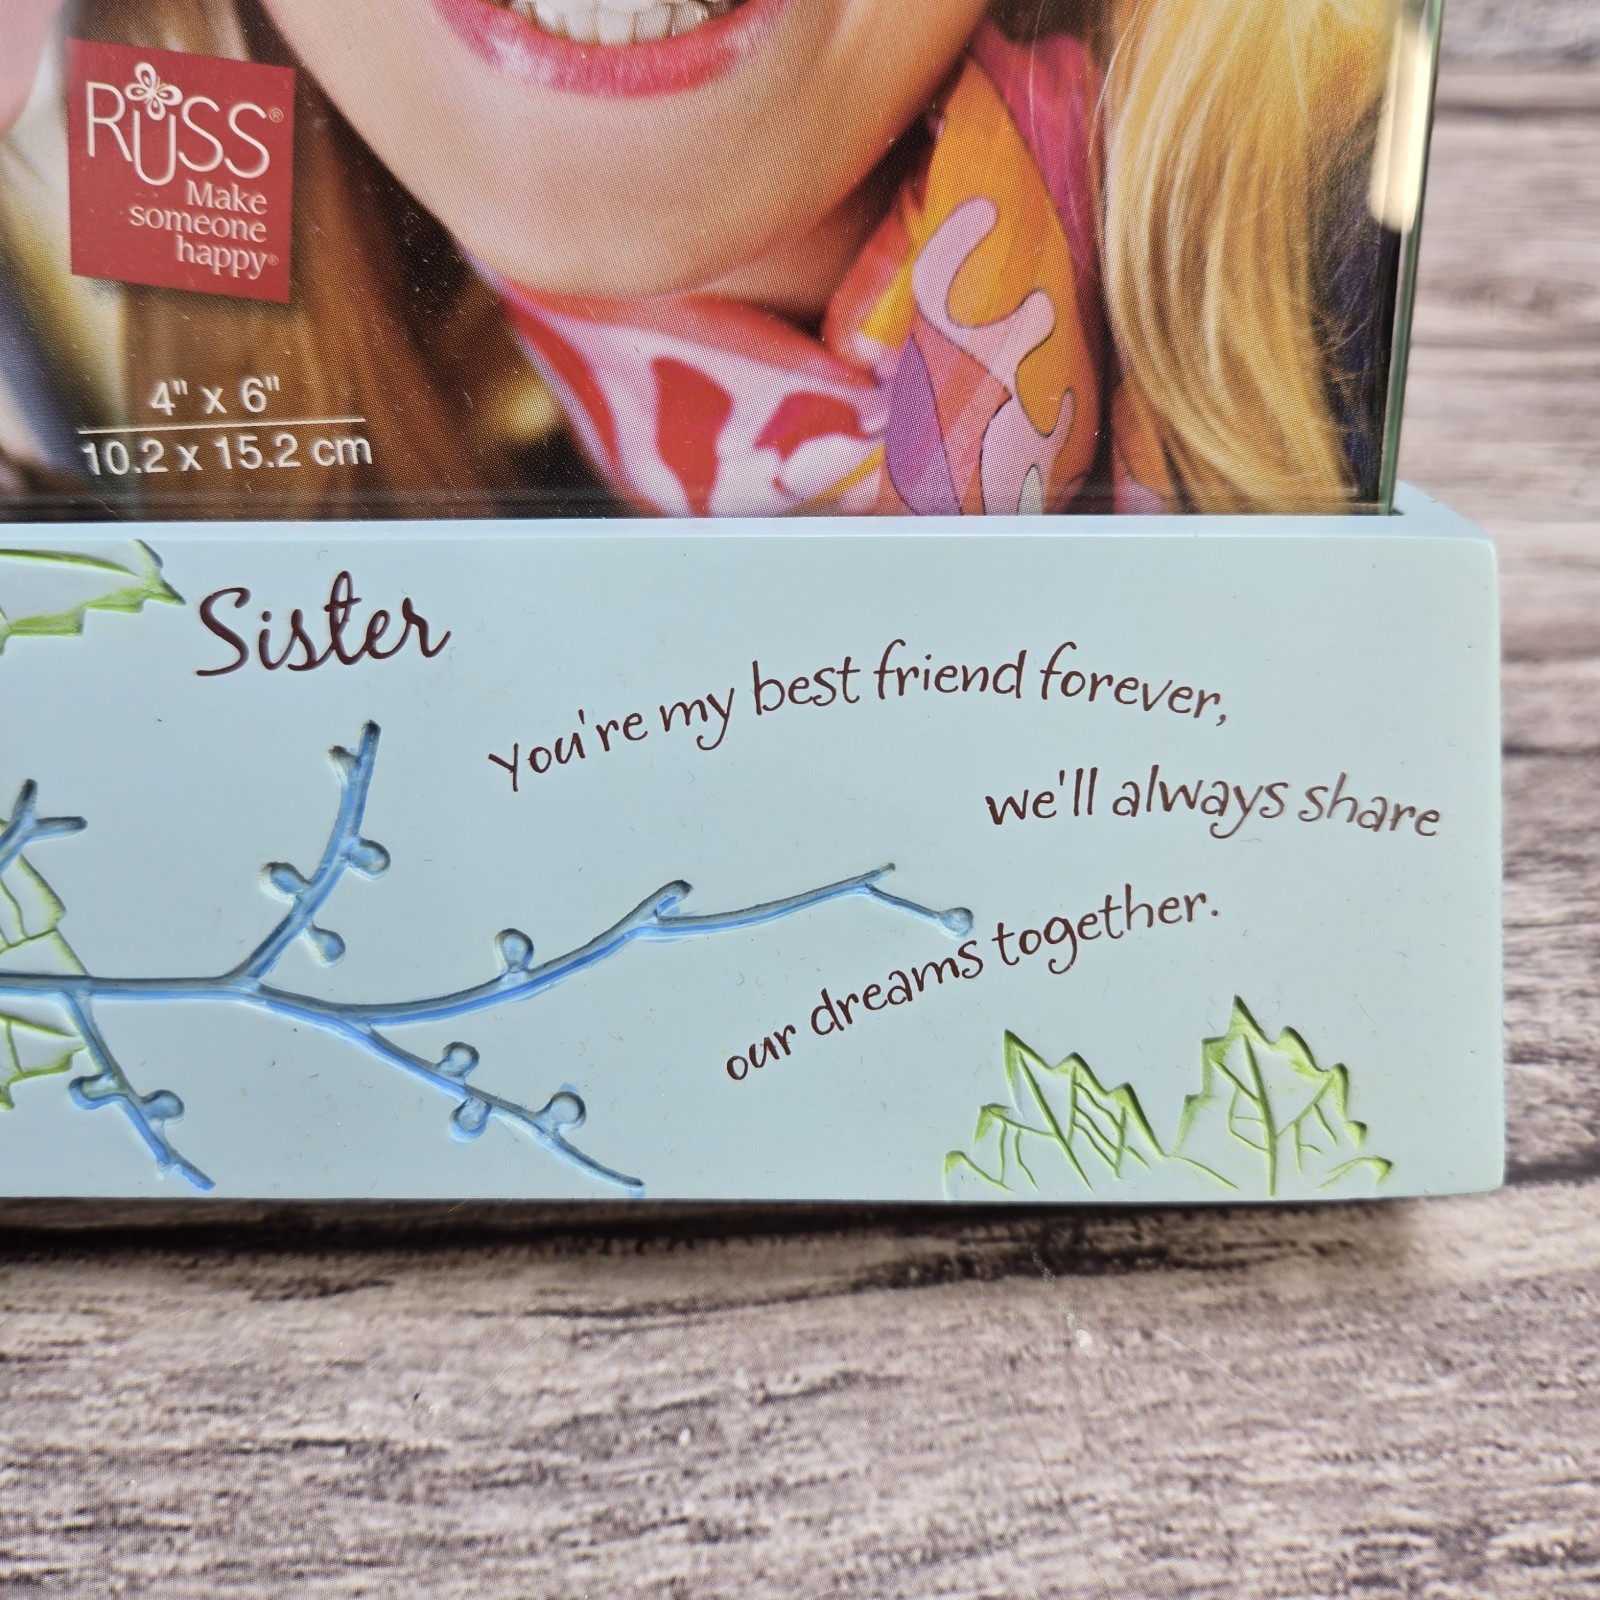 RUSS®
Make
someone
happy®
4" x 6"
10.2 x 15.2 cm
Sister
You're my best friend forever,
we'll always share
our dreams together.